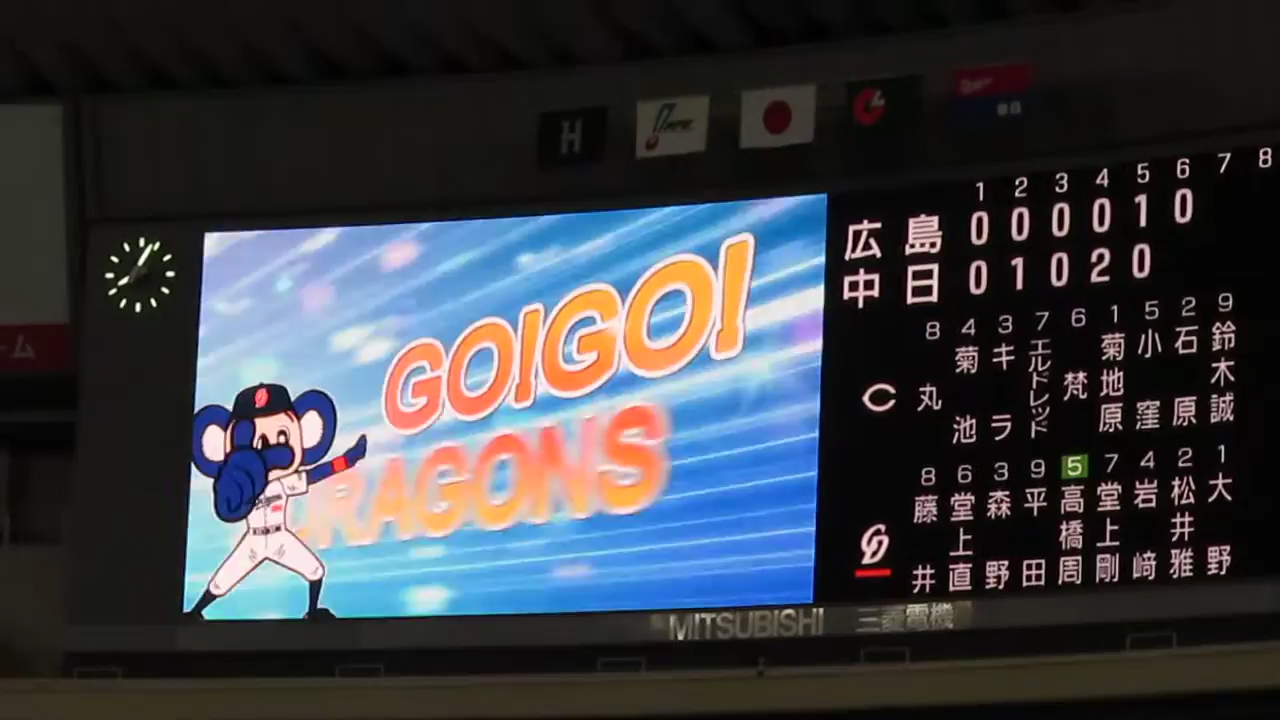 H
1 2 3 4 5 6 7 8
広島 0 0 0 0 1 0
中日 0 1 0 2 0
GO!GO!
DRAGONS
ーム
8 4 3 7 6 1 5 2 9
C 丸 菊池 キラ エルドレッド 梵 菊地原 小窪 石原 鈴木誠
8 6 3 9 5 7 4 2 1
藤井 堂上直 森野 平田 高橋周 堂上剛 岩﨑 松井雅 大野
MITSUBISHI 三菱電機